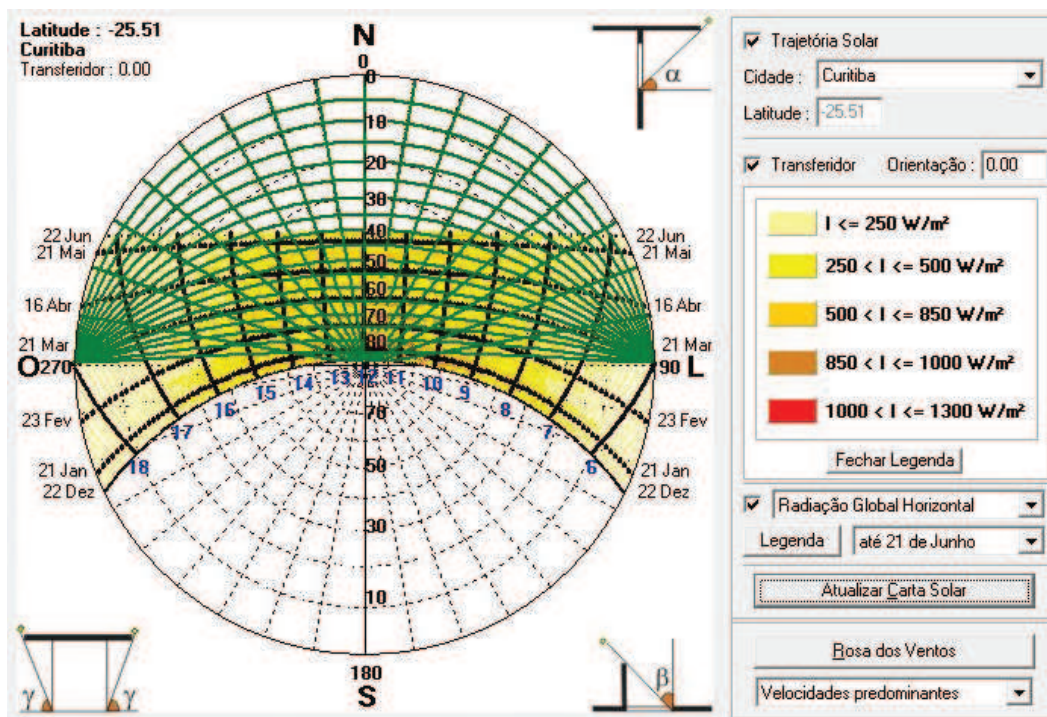 Latitude : -25.51
Curitiba
Transferidor : 0.00
N
0
0
10
20
30
40
50
60
70
80
22 Jun
21 Mai
16 Abr
21 Mar
O 270
23 Fev
21 Jan
22 Dez
22 Jun
21 Mai
16 Abr
21 Mar
90 L
23 Fev
21 Jan
22 Dez
18
17
16
15
14
13
12
11
10
9
8
7
6
70
50
30
10
180
S
α
γ
γ
β
Trajetória Solar
Cidade : Curitiba
Latitude : -25.51
Transferidor Orientação : 0.00
I <= 250 W/m²
250 < I <= 500 W/m²
500 < I <= 850 W/m²
850 < I <= 1000 W/m²
1000 < I <= 1300 W/m²
Fechar Legenda
Radiação Global Horizontal
Legenda até 21 de Junho
Atualizar Carta Solar
Rosa dos Ventos
Velocidades predominantes